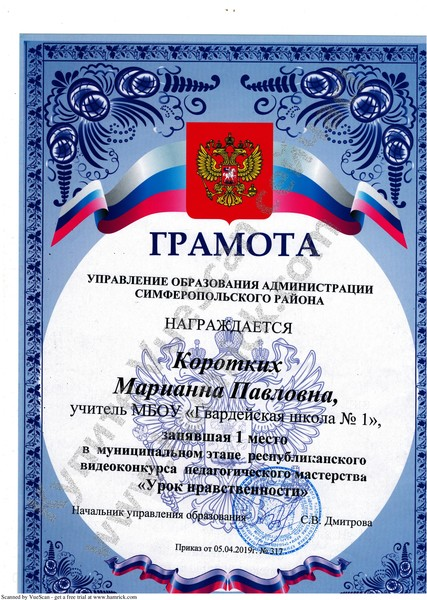 ГРАМОТА
УПРАВЛЕНИЕ ОБРАЗОВАНИЯ АДМИНИСТРАЦИИ
СИМФЕРОПОЛЬСКОГО РАЙОНА
НАГРАЖДАЕТСЯ
Коротких
Марианна Павловна,
учитель МБОУ «Гвардейская школа № 1»,
занявшая 1 место
в муниципальном этапе республиканского
видеоконкурса педагогического мастерства
«Урок нравственности»
Начальник управления образования С.В. Дмитрова
Приказ от 05.04.2019г. № 317
Scanned by VueScan - get a free trial at www.hamrick.com